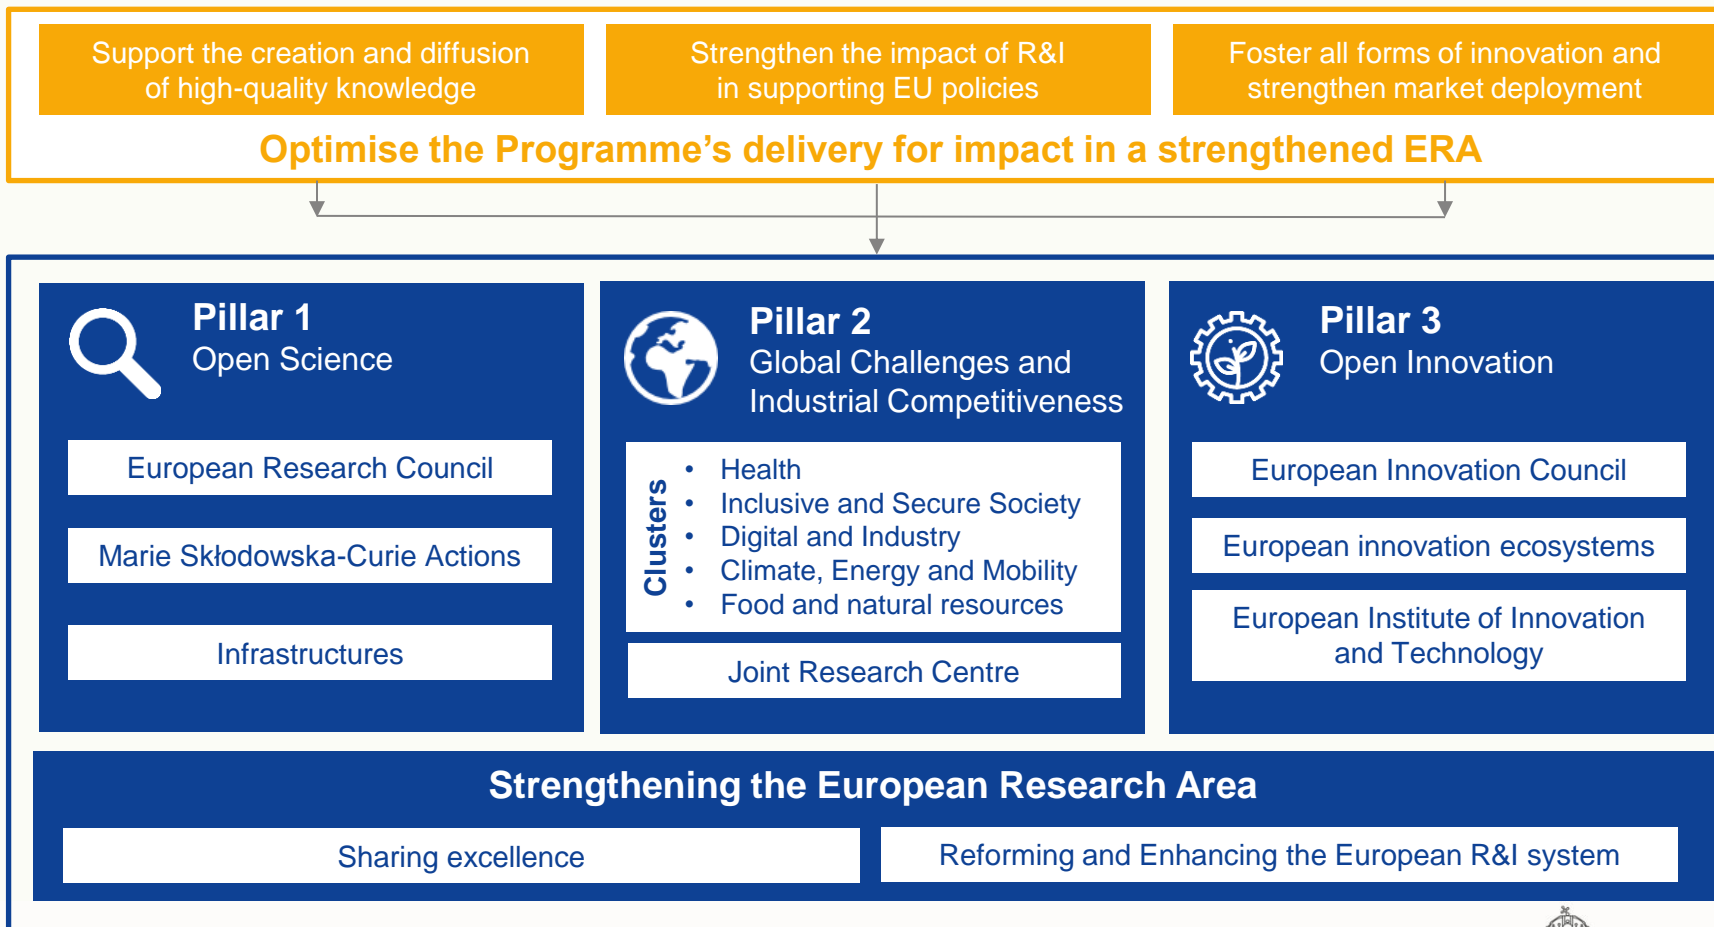 Support the creation and diffusion
of high-quality knowledge
Strengthen the impact of R&I
in supporting EU policies
Foster all forms of innovation and
strengthen market deployment
Optimise the Programme’s delivery for impact in a strengthened ERA
Pillar 1
Open Science
European Research Council
Marie Skłodowska-Curie Actions
Infrastructures
Pillar 2
Global Challenges and
Industrial Competitiveness
Clusters
• Health
• Inclusive and Secure Society
• Digital and Industry
• Climate, Energy and Mobility
• Food and natural resources
Joint Research Centre
Pillar 3
Open Innovation
European Innovation Council
European innovation ecosystems
European Institute of Innovation
and Technology
Strengthening the European Research Area
Sharing excellence
Reforming and Enhancing the European R&I system